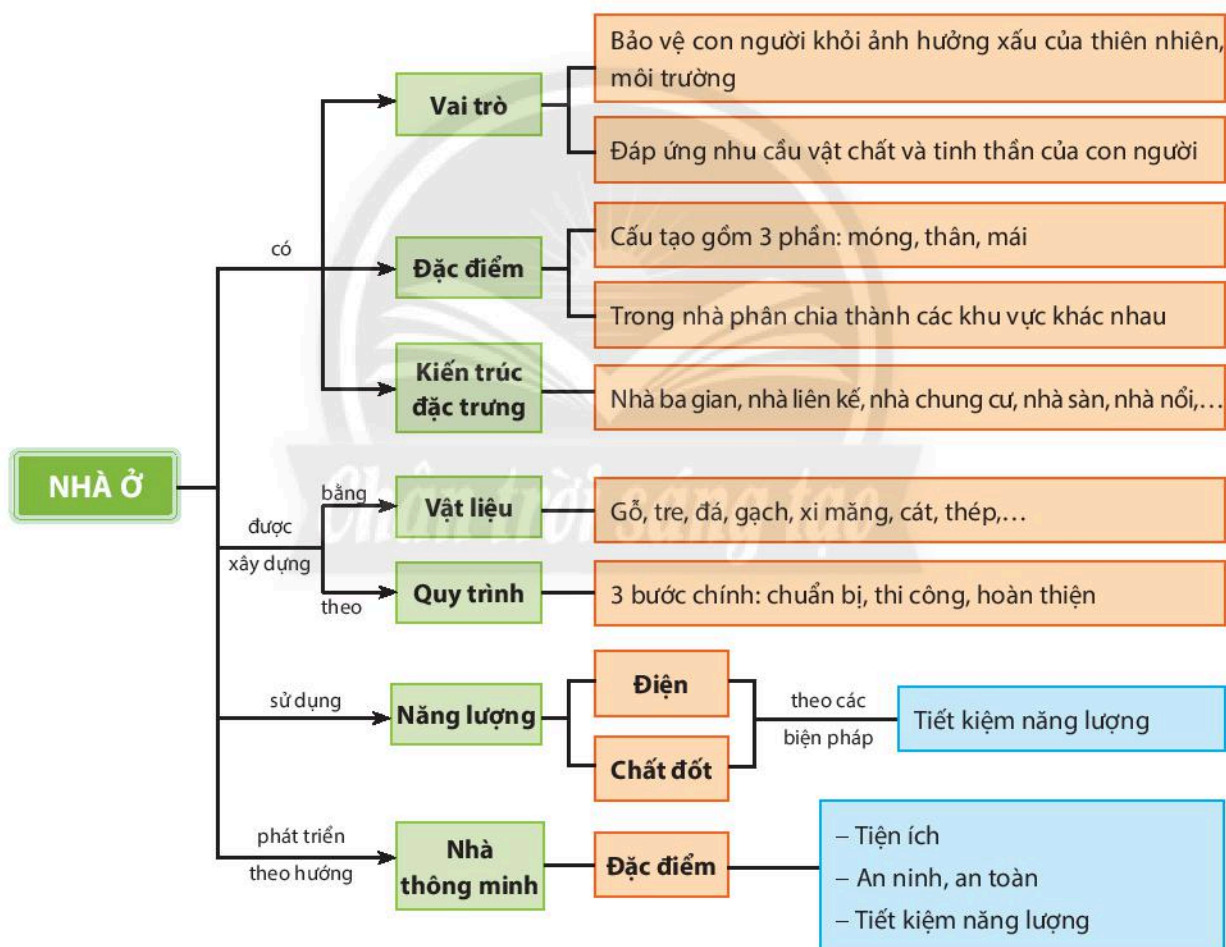 NHÀ Ở
có
Vai trò
Bảo vệ con người khỏi ảnh hưởng xấu của thiên nhiên,
môi trường
Đáp ứng nhu cầu vật chất và tinh thần của con người
Đặc điểm
Cấu tạo gồm 3 phần: móng, thân, mái
Trong nhà phân chia thành các khu vực khác nhau
Kiến trúc
đặc trưng
Nhà ba gian, nhà liên kế, nhà chung cư, nhà sàn, nhà nổi,…
được
xây dựng
bằng
Vật liệu
Gỗ, tre, đá, gạch, xi măng, cát, thép,…
theo
Quy trình
3 bước chính: chuẩn bị, thi công, hoàn thiện
sử dụng
Năng lượng
Điện
Chất đốt
theo các
biện pháp
Tiết kiệm năng lượng
phát triển
theo hướng
Nhà
thông minh
Đặc điểm
– Tiện ích
– An ninh, an toàn
– Tiết kiệm năng lượng
Chân trời sáng tạo